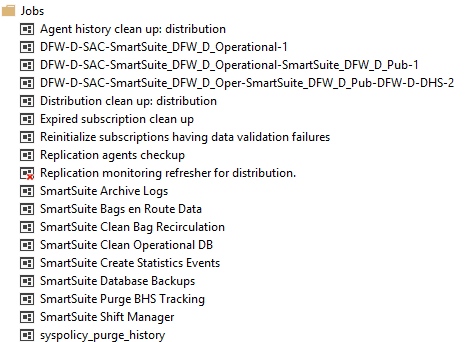 Jobs
Agent history clean up: distribution
DFW-D-SAC-SmartSuite_DFW_D_Operational-1
DFW-D-SAC-SmartSuite_DFW_D_Operational-SmartSuite_DFW_D_Pub-1
DFW-D-SAC-SmartSuite_DFW_D_Oper-SmartSuite_DFW_D_Pub-DFW-D-DHS-2
Distribution clean up: distribution
Expired subscription clean up
Reinitialize subscriptions having data validation failures
Replication agents checkup
Replication monitoring refresher for distribution.
SmartSuite Archive Logs
SmartSuite Bags en Route Data
SmartSuite Clean Bag Recirculation
SmartSuite Clean Operational DB
SmartSuite Create Statistics Events
SmartSuite Database Backups
SmartSuite Purge BHS Tracking
SmartSuite Shift Manager
syspolicy_purge_history